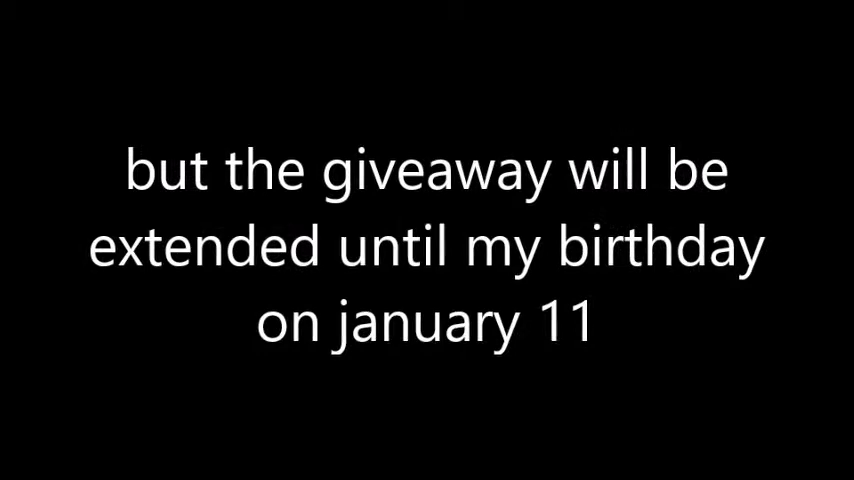 but the giveaway will be
extended until my birthday
on january 11